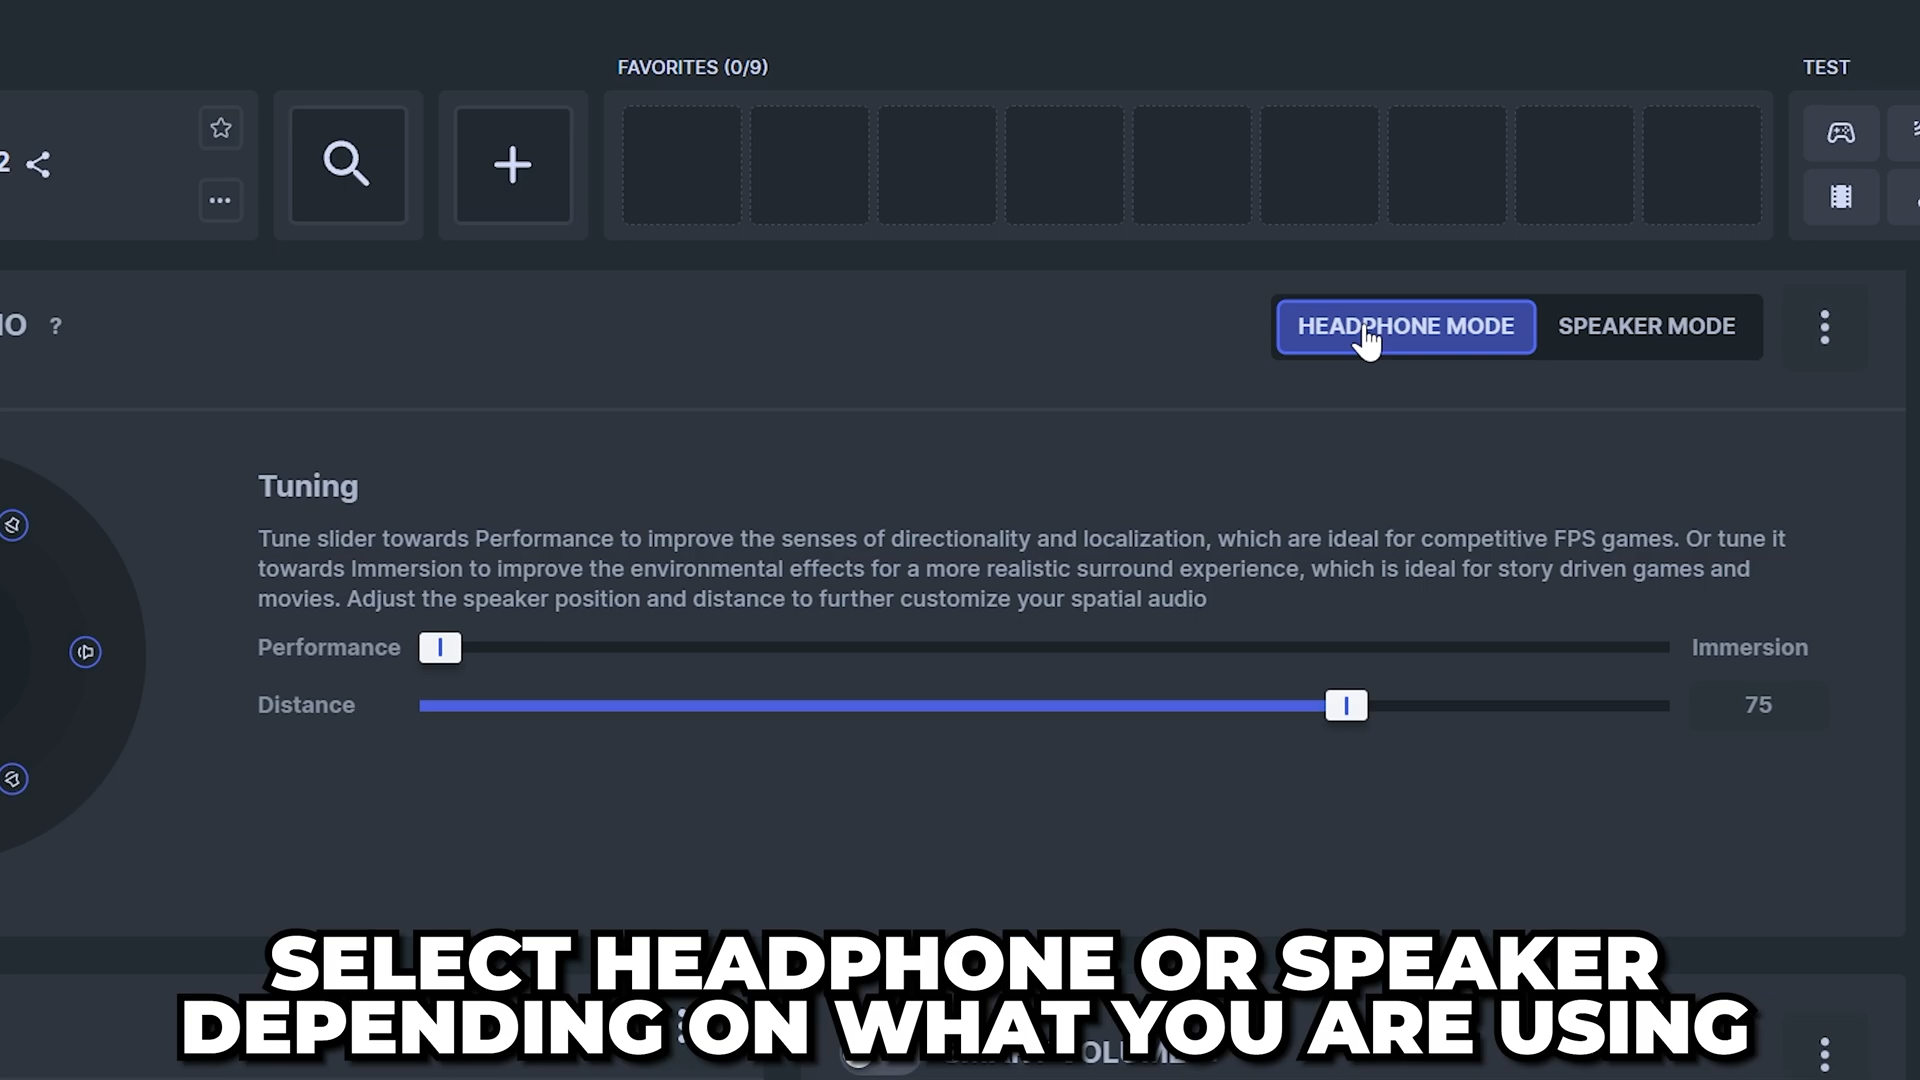 FAVORITES (0/9)
TEST
2
IO ?
HEADPHONE MODE
SPEAKER MODE
Tuning
Tune slider towards Performance to improve the senses of directionality and localization, which are ideal for competitive FPS games. Or tune it
towards Immersion to improve the environmental effects for a more realistic surround experience, which is ideal for story driven games and
movies. Adjust the speaker position and distance to further customize your spatial audio
Performance
Immersion
Distance
75
SELECT HEADPHONE OR SPEAKER
DEPENDING ON WHAT YOU ARE USING